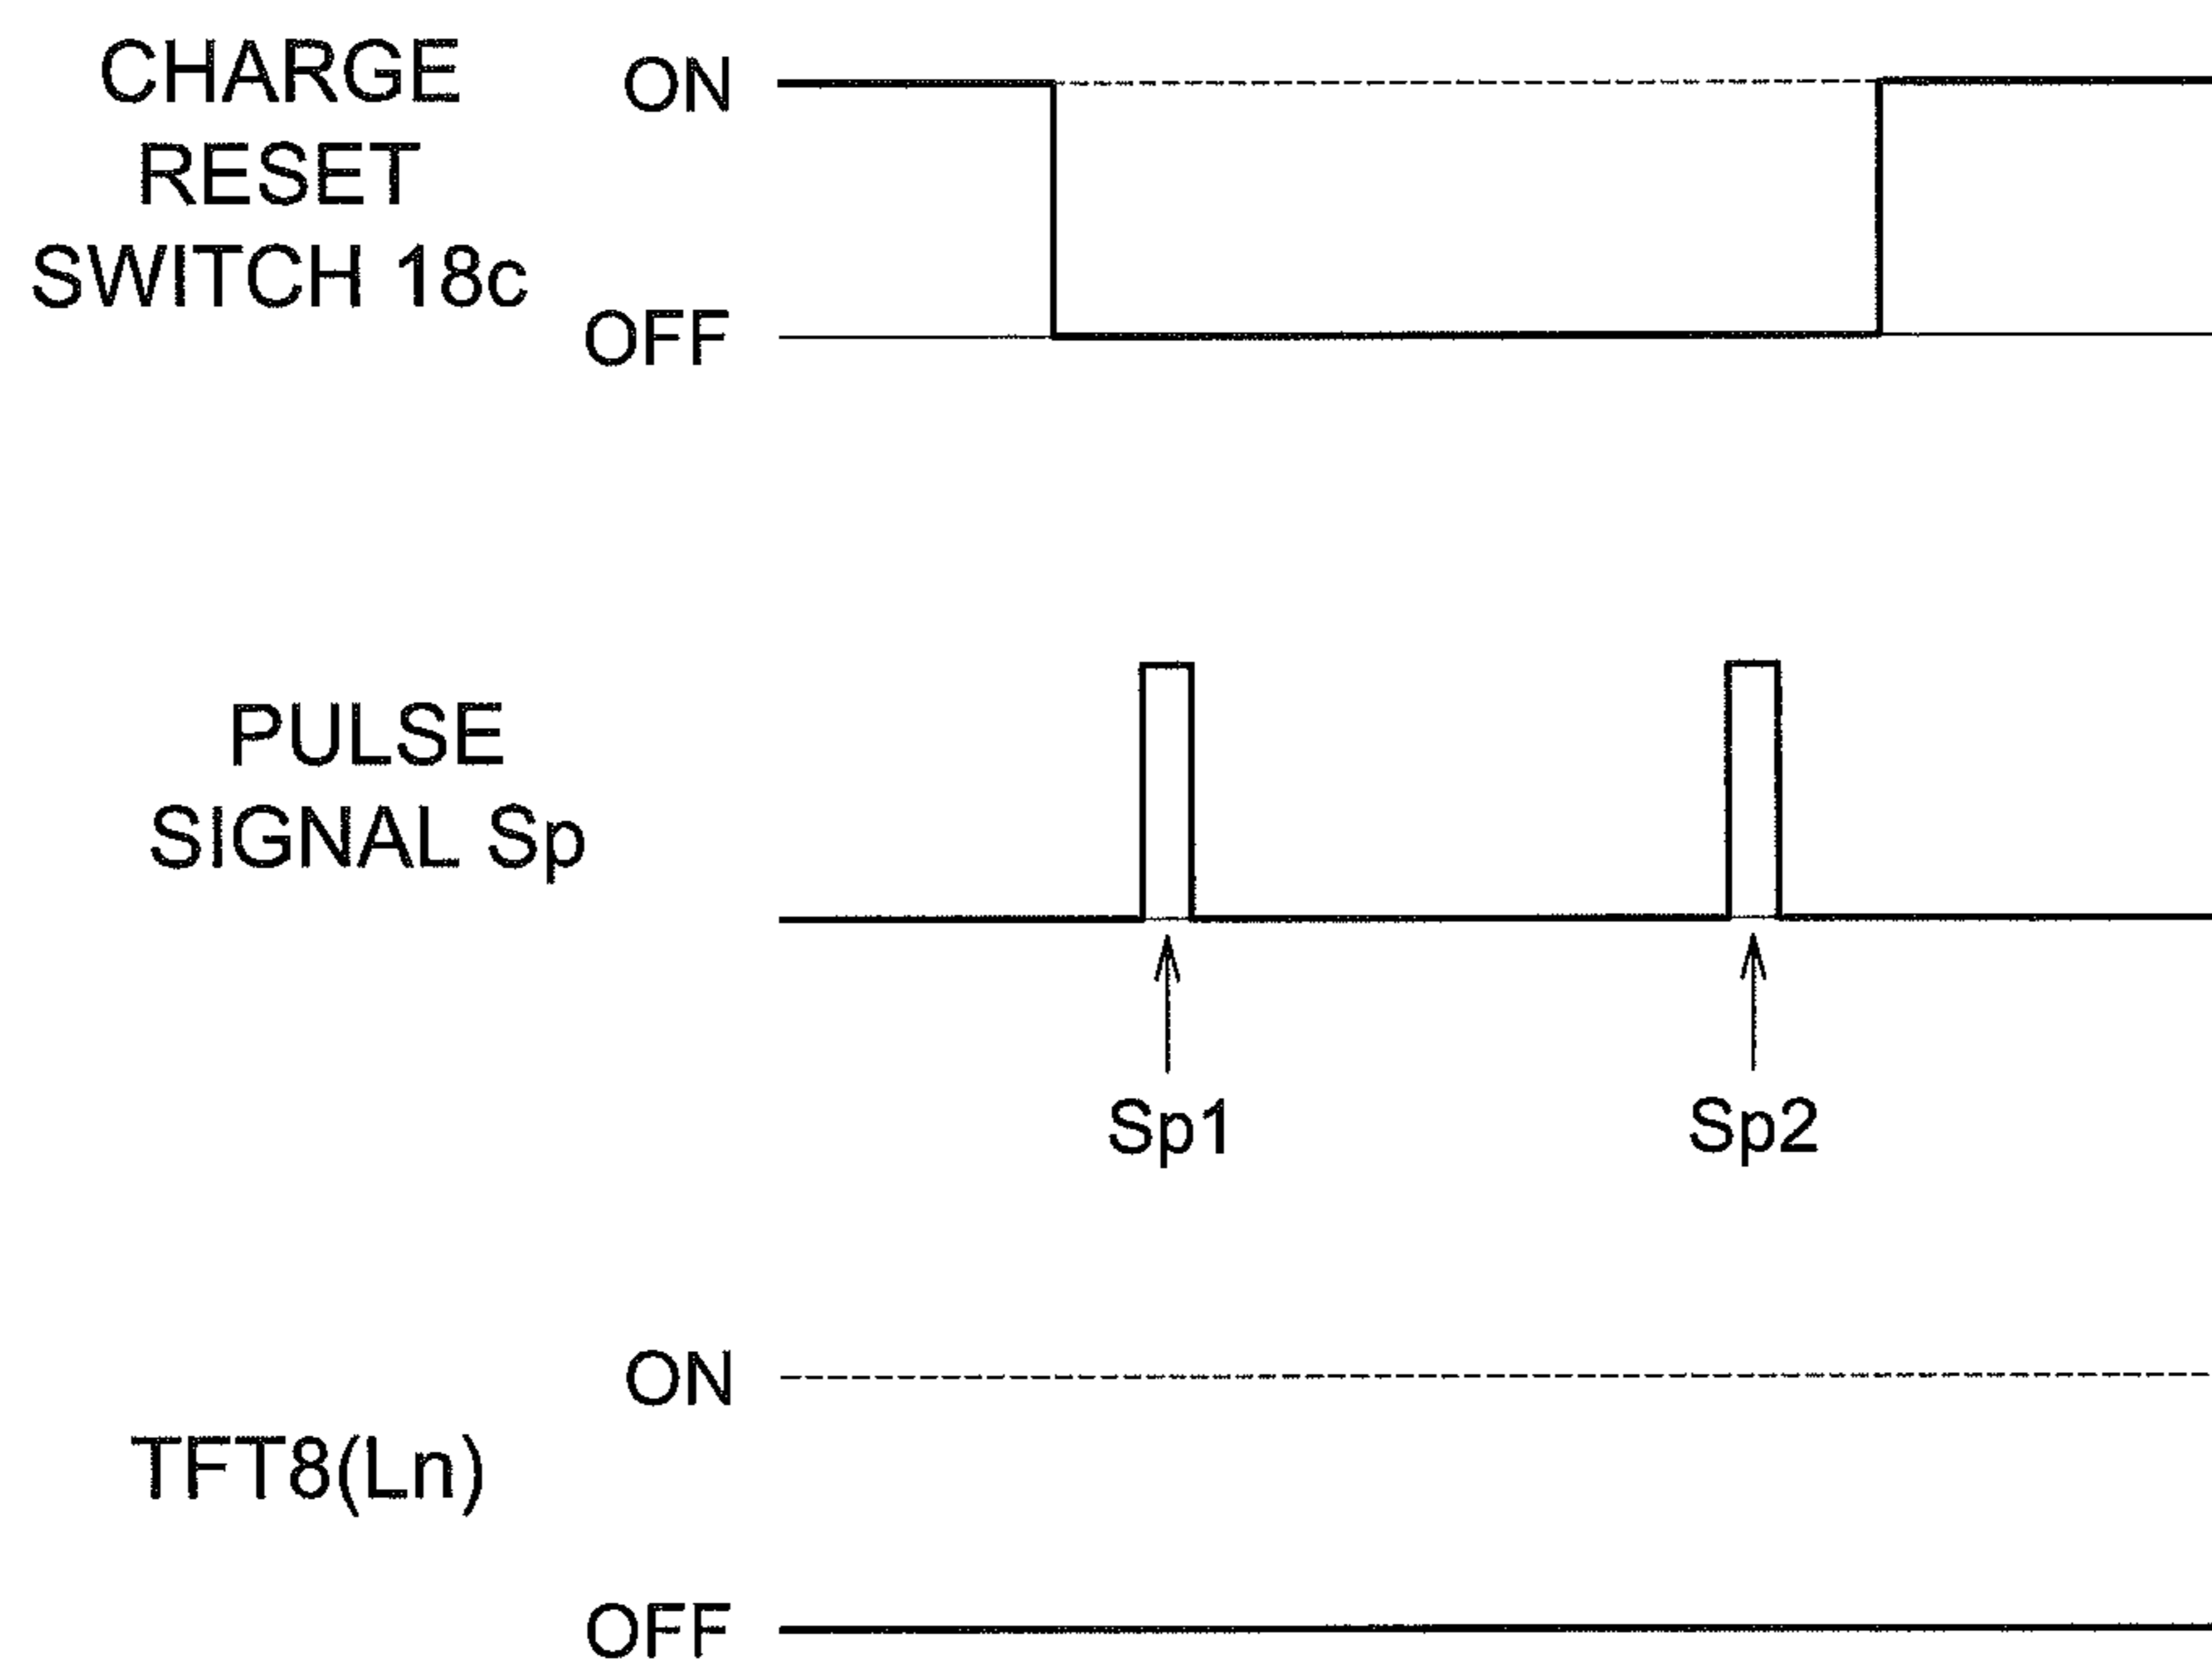 CHARGE
RESET
SWITCH 18c
ON
OFF
PULSE
SIGNAL Sp
Sp1
Sp2
ON
TFT8(Ln)
OFF